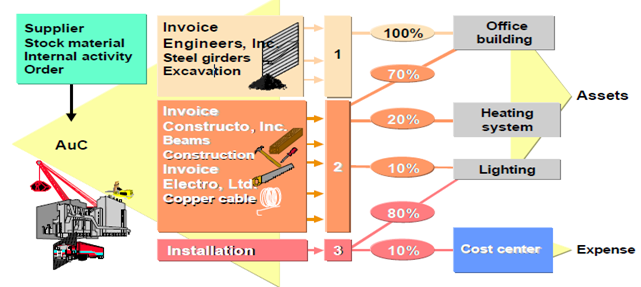 Supplier
Stock material
Internal activity
Order
AuC
Invoice
Engineers, Inc.
Steel girders
Excavation
1
100%
Office
building
70%
Invoice
Constructo, Inc.
Beams
Construction
Invoice
Electro, Ltd.
Copper cable
2
20%
Heating
system
10%
Lighting
80%
Installation
3
10%
Cost center
Assets
Expense